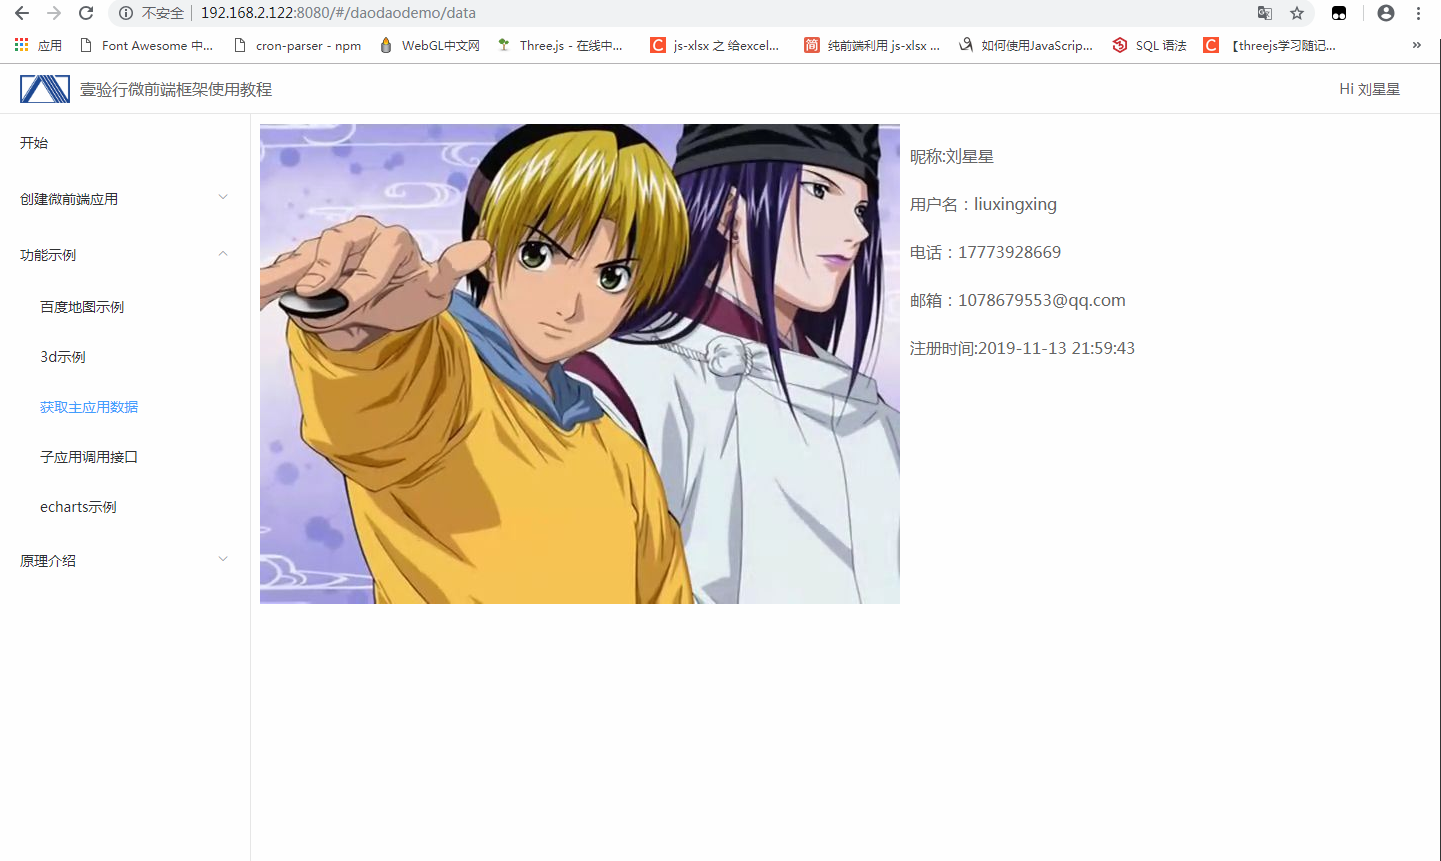 不安全 192.168.2.122:8080/#/daodaodemo/data
应用 Font Awesome 中... cron-parser - npm WebGL中文网 Three.js - 在线中... C js-xlsx 之 给excel... 简 纯前端利用 js-xlsx ... 如何使用JavaScrip... SQL 语法 C 【threejs学习随记... »
壹验行微前端框架使用教程 Hi 刘星星
开始
创建微前端应用
功能示例
百度地图示例
3d示例
获取主应用数据
子应用调用接口
echarts示例
原理介绍
昵称:刘星星
用户名：liuxingxing
电话：17773928669
邮箱：1078679553@qq.com
注册时间:2019-11-13 21:59:43